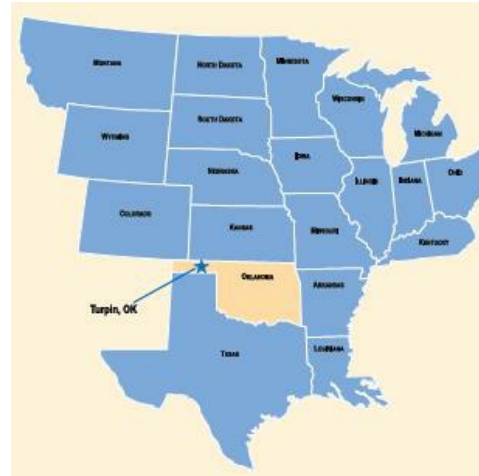 MONTANA
NORTH DAKOTA
MINNESOTA
WISCONSIN
MICHIGAN
SOUTH DAKOTA
WYOMING
IOWA
NEBRASKA
ILLINOIS
INDIANA
OHIO
COLORADO
KANSAS
MISSOURI
KENTUCKY
OKLAHOMA
ARKANSAS
Turpin, OK
TEXAS
LOUISIANA